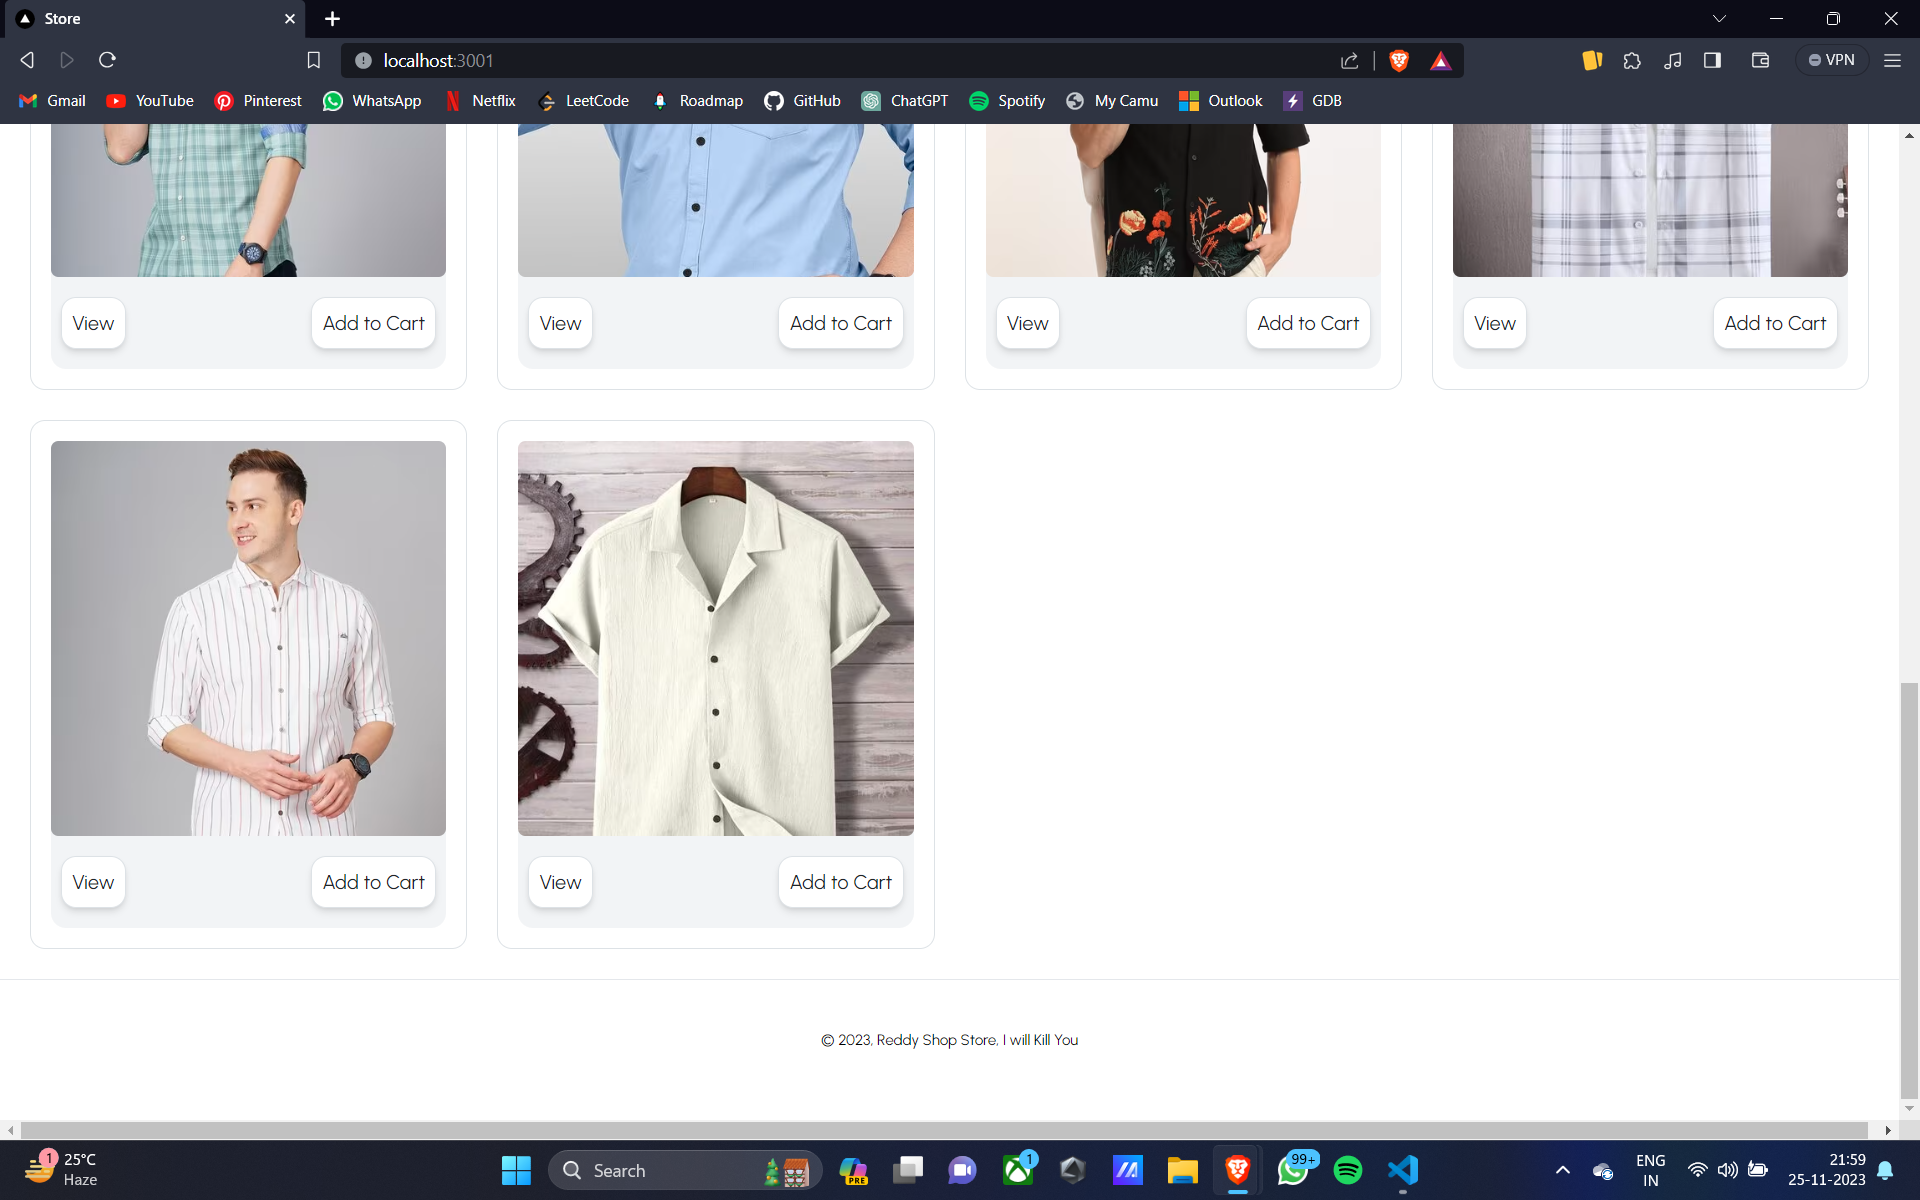 Store
localhost:3001
VPN
Gmail YouTube Pinterest WhatsApp Netflix LeetCode Roadmap GitHub ChatGPT Spotify My Camu Outlook GDB
View Add to Cart View Add to Cart View Add to Cart View Add to Cart
View Add to Cart View Add to Cart
© 2023, Reddy Shop Store, I will Kill You
1 25°C
Haze
Search
PRE
1
99+
ENG
IN
21:59
25-11-2023